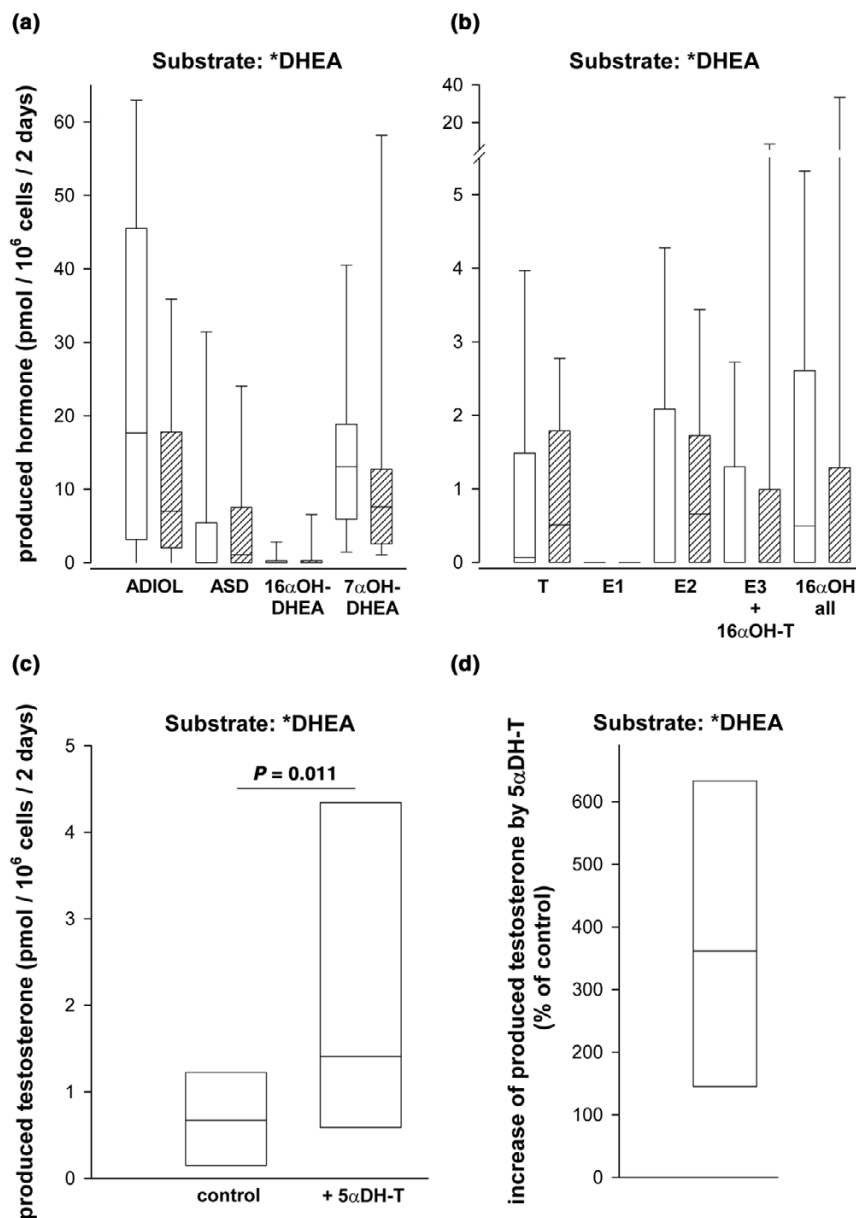 (a)
Substrate: *DHEA
produced hormone (pmol / 10⁶ cells / 2 days)
60
50
40
30
20
10
0
ADIOL ASD 16αOH- 7αOH-
DHEA DHEA
(b)
Substrate: *DHEA
40
20
5
4
3
2
1
0
T E1 E2 E3 16αOH
+ all
16αOH-T
(c)
Substrate: *DHEA
produced testosterone (pmol / 10⁶ cells / 2 days)
5
P = 0.011
4
3
2
1
0
control + 5αDH-T
(d)
Substrate: *DHEA
increase of produced testosterone by 5αDH-T
(% of control)
600
500
400
300
200
100
0